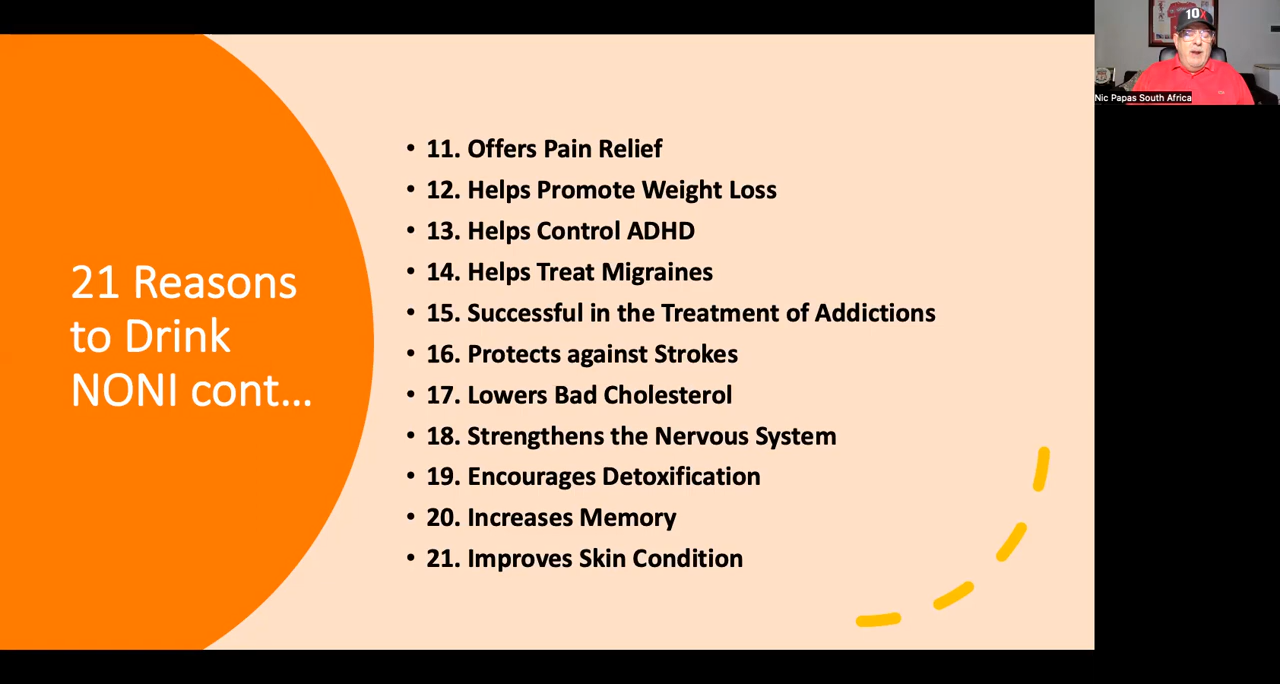 10X
Nic Papas South Africa
21 Reasons
to Drink
NONI cont...
• 11. Offers Pain Relief
• 12. Helps Promote Weight Loss
• 13. Helps Control ADHD
• 14. Helps Treat Migraines
• 15. Successful in the Treatment of Addictions
• 16. Protects against Strokes
• 17. Lowers Bad Cholesterol
• 18. Strengthens the Nervous System
• 19. Encourages Detoxification
• 20. Increases Memory
• 21. Improves Skin Condition